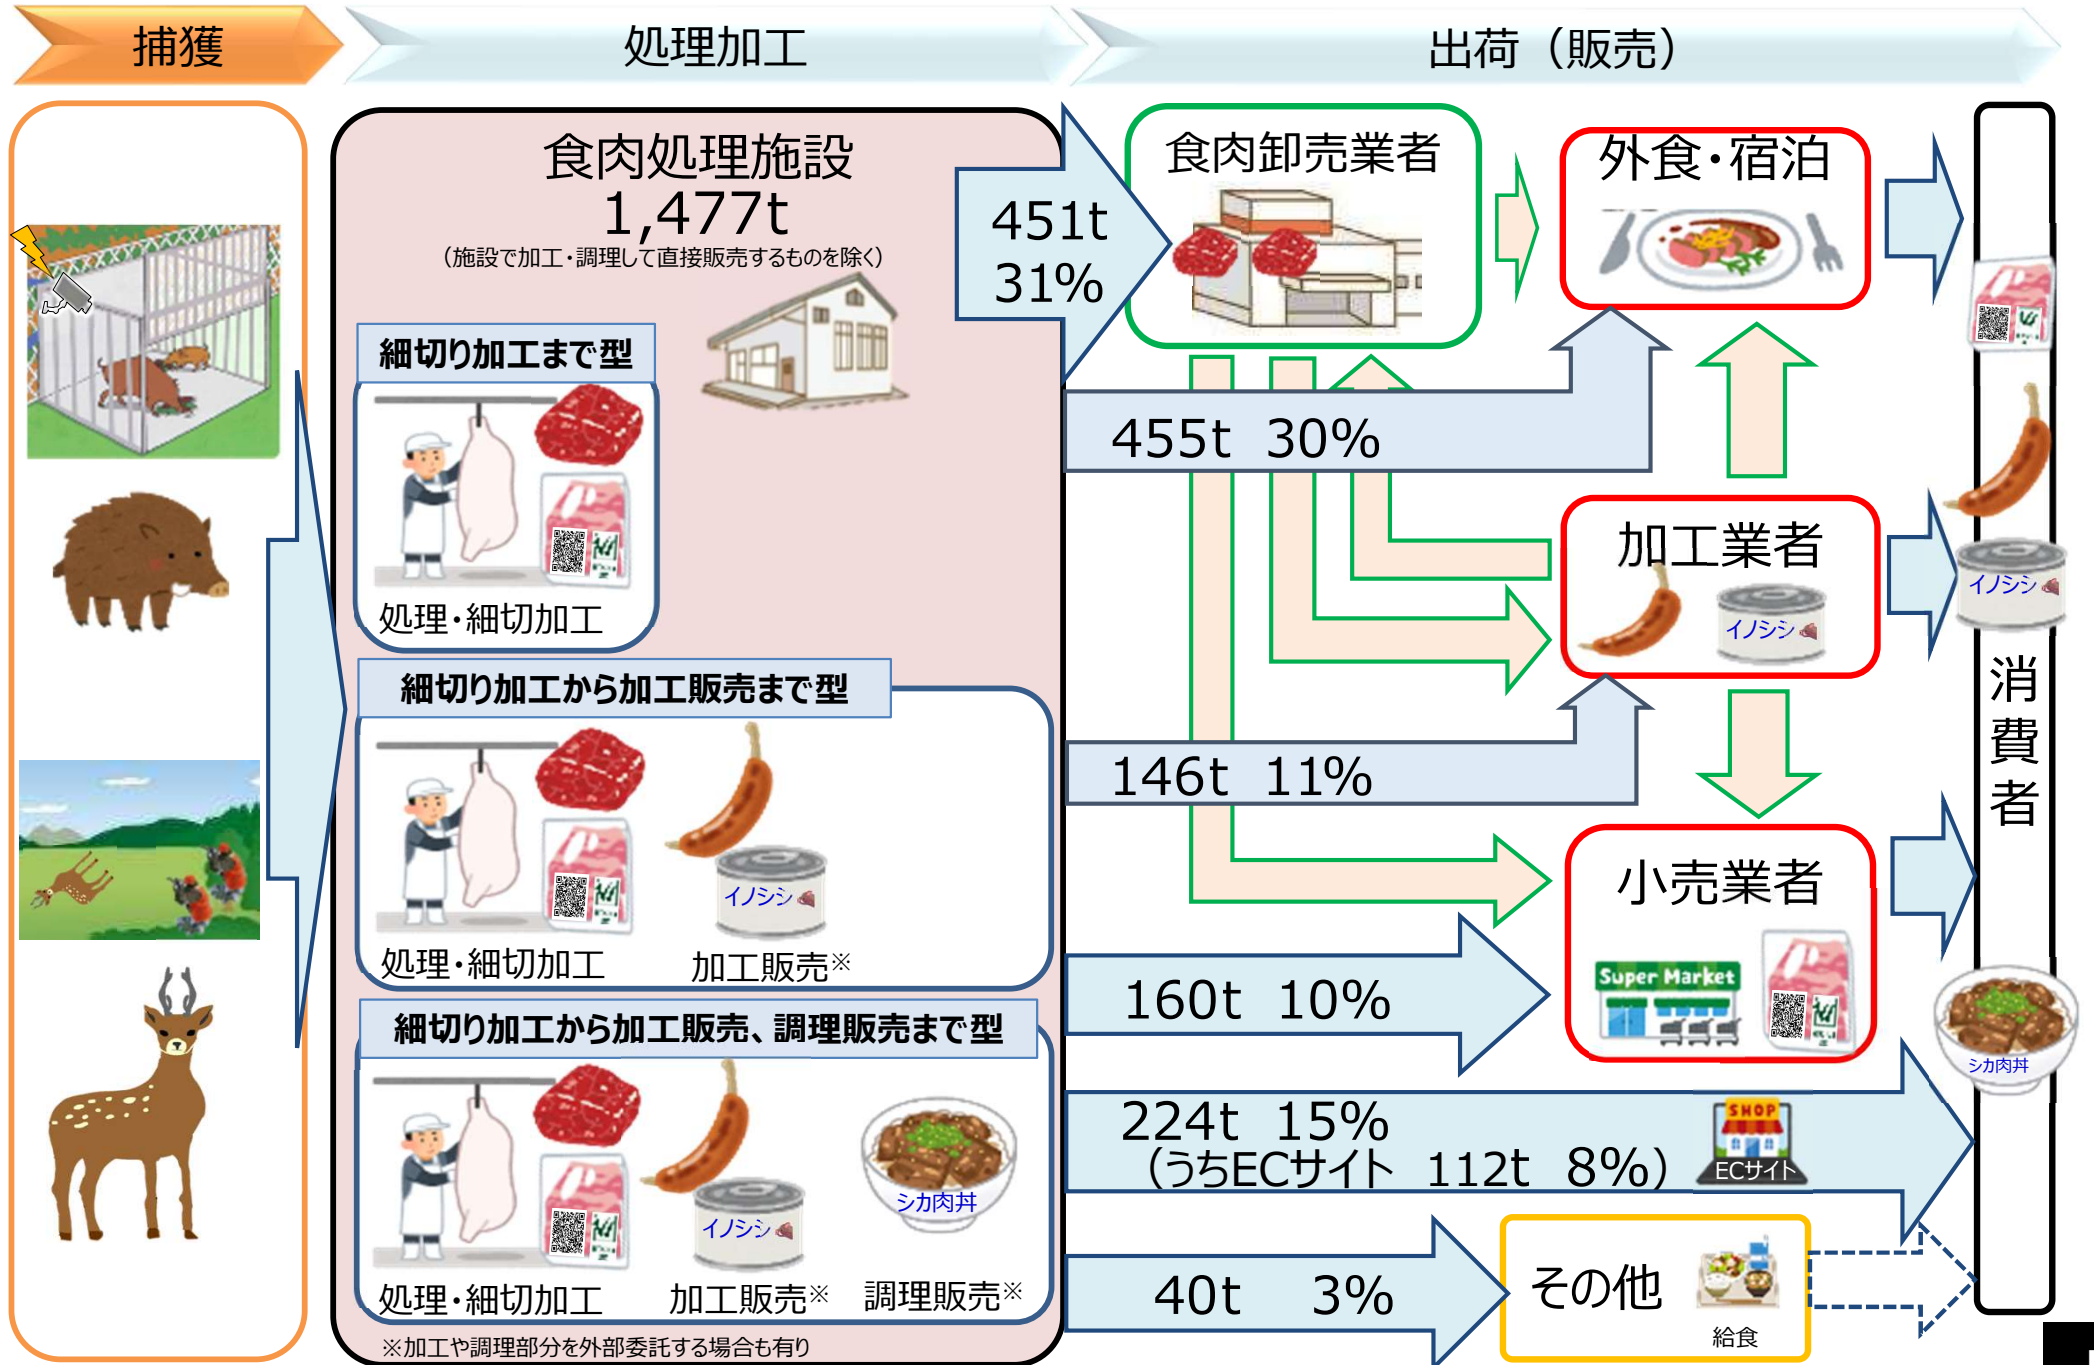 捕獲
処理加工
出荷（販売）
食肉処理施設
1,477t
（施設で加工・調理して直接販売するものを除く）
細切り加工まで型
処理・細切加工
細切り加工から加工販売まで型
イノシシ
処理・細切加工
加工販売※
細切り加工から加工販売、調理販売まで型
イノシシ
シカ肉丼
処理・細切加工
加工販売※
調理販売※
※加工や調理部分を外部委託する場合も有り
451t
31%
食肉卸売業者
外食・宿泊
455t 30%
加工業者
イノシシ
146t 11%
小売業者
Super Market
160t 10%
224t 15%
（うちECサイト 112t 8%）
SHOP
ECサイト
40t 3%
その他
給食
イノシシ
消費者
シカ肉丼